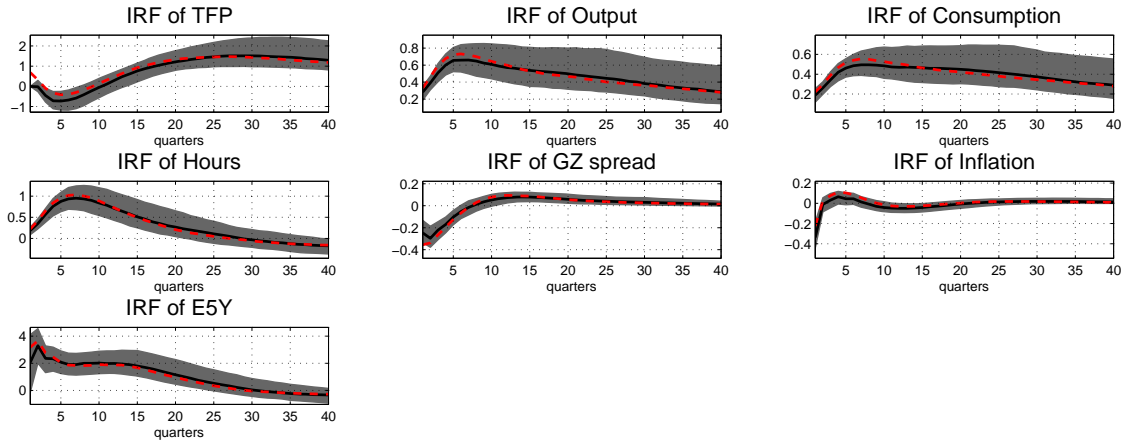 IRF of TFP
2
1
0
−1
5 10 15 20 25 30 35 40
quarters
IRF of Output
0.8
0.6
0.4
0.2
5 10 15 20 25 30 35 40
quarters
IRF of Consumption
0.6
0.4
0.2
5 10 15 20 25 30 35 40
quarters
IRF of Hours
1
0.5
0
5 10 15 20 25 30 35 40
quarters
IRF of GZ spread
0.2
0
−0.2
−0.4
5 10 15 20 25 30 35 40
quarters
IRF of Inflation
0.2
0
−0.2
−0.4
5 10 15 20 25 30 35 40
quarters
IRF of E5Y
4
2
0
5 10 15 20 25 30 35 40
quarters